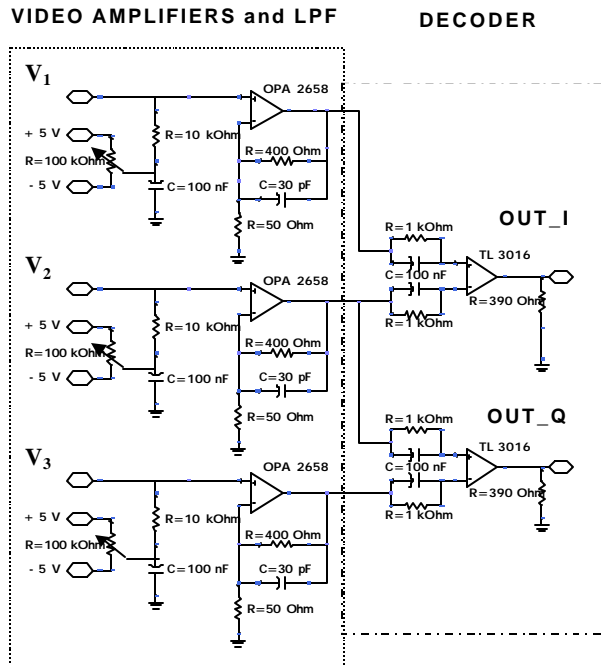 VIDEO AMPLIFIERS and LPF
DECODER
V1
OPA 2658
+ 5 V
R=10 kOhm
R=100 kOhm
R=400 Ohm
- 5 V
C=100 nF
C=30 pF
R=50 Ohm
R=1 kOhm
OUT_I
TL 3016
C=100 nF
R=390 Ohm
R=1 kOhm
V2
OPA 2658
+ 5 V
R=10 kOhm
R=100 kOhm
R=400 Ohm
- 5 V
C=100 nF
C=30 pF
R=50 Ohm
R=1 kOhm
OUT_Q
TL 3016
C=100 nF
R=390 Ohm
R=1 kOhm
V3
OPA 2658
+ 5 V
R=10 kOhm
R=100 kOhm
R=400 Ohm
- 5 V
C=100 nF
C=30 pF
R=50 Ohm